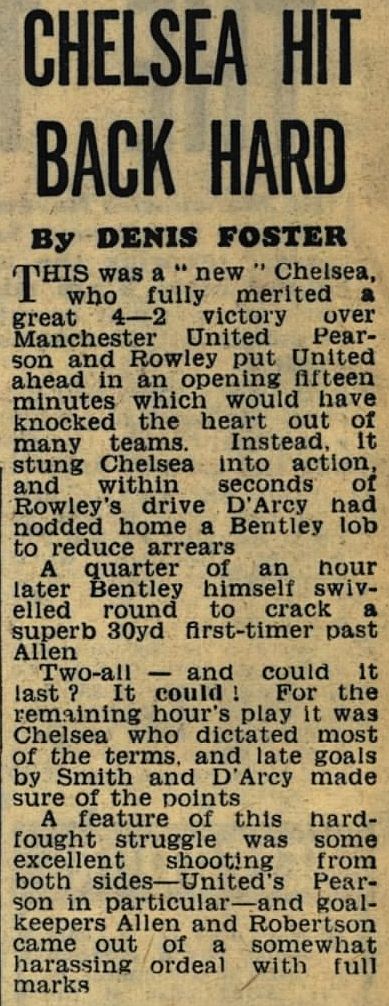 CHELSEA HIT
BACK HARD
By DENIS FOSTER
THIS was a " new " Chelsea,
who fully merited a
great 4—2 victory over
Manchester United Pear-
son and Rowley put United
ahead in an opening fifteen
minutes which would have
knocked the heart out of
many teams. Instead, it
stung Chelsea into action,
and within seconds of
Rowley's drive D'Arcy had
nodded home a Bentley lob
to reduce arrears
A quarter of an hour
later Bentley himself swiv-
elled round to crack a
superb 30yd first-timer past
Allen
Two-all — and could it
last ? It could ! For the
remaining hour's play it was
Chelsea who dictated most
of the terms, and late goals
by Smith and D'Arcy made
sure of the points
A feature of this hard-
fought struggle was some
excellent shooting from
both sides—United's Pear-
son in particular—and goal-
keepers Allen and Robertson
came out of a somewhat
harassing ordeal with full
marks